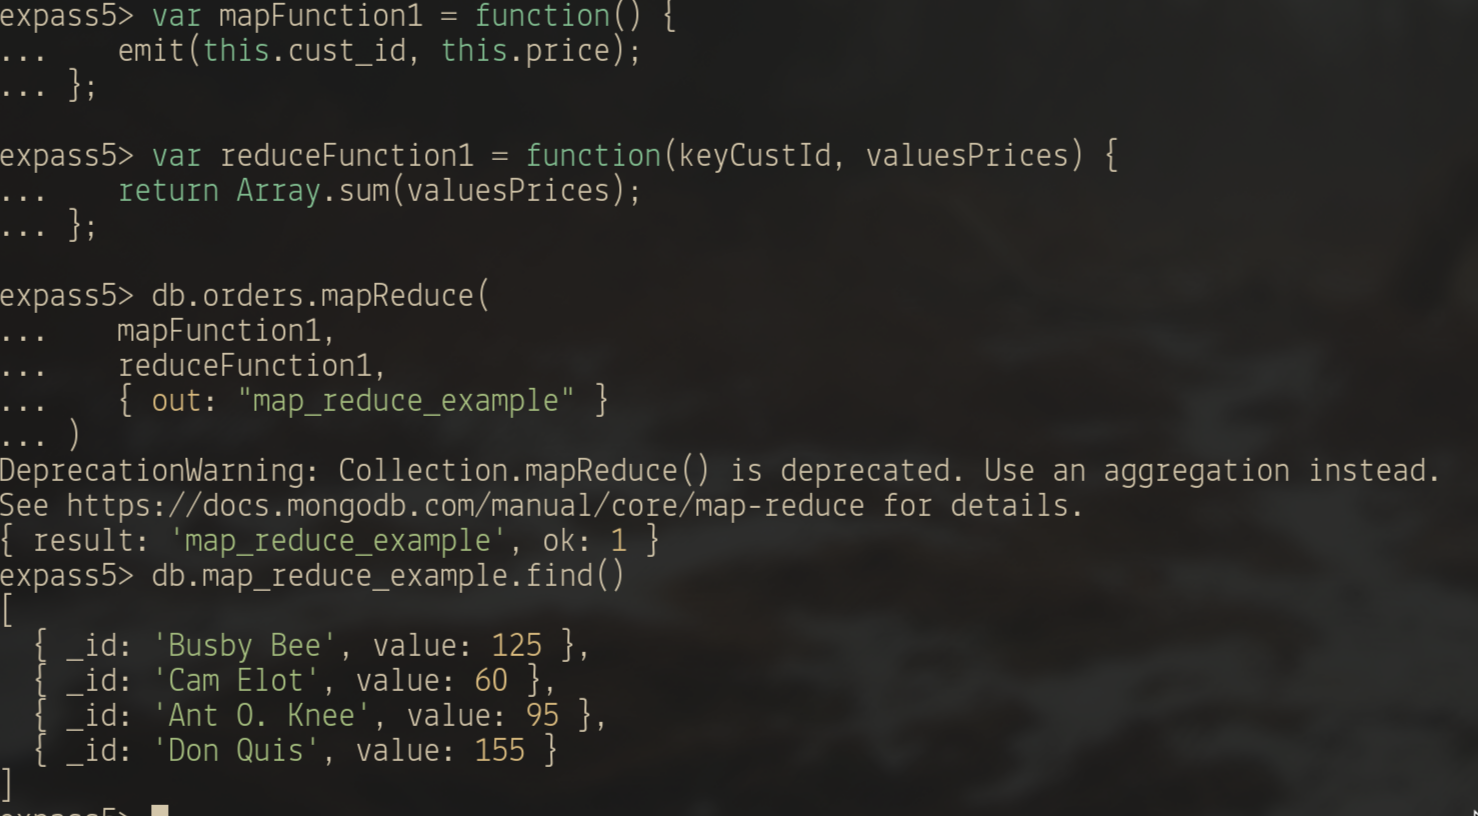 expass5> var mapFunction1 = function() {
...    emit(this.cust_id, this.price);
... };
expass5> var reduceFunction1 = function(keyCustId, valuesPrices) {
...    return Array.sum(valuesPrices);
... };
expass5> db.orders.mapReduce(
...    mapFunction1,
...    reduceFunction1,
...    { out: "map_reduce_example" }
... )
DeprecationWarning: Collection.mapReduce() is deprecated. Use an aggregation instead.
See https://docs.mongodb.com/manual/core/map-reduce for details.
{ result: 'map_reduce_example', ok: 1 }
expass5> db.map_reduce_example.find()
[
  { _id: 'Busby Bee', value: 125 },
  { _id: 'Cam Elot', value: 60 },
  { _id: 'Ant O. Knee', value: 95 },
  { _id: 'Don Quis', value: 155 }
]
expass5>